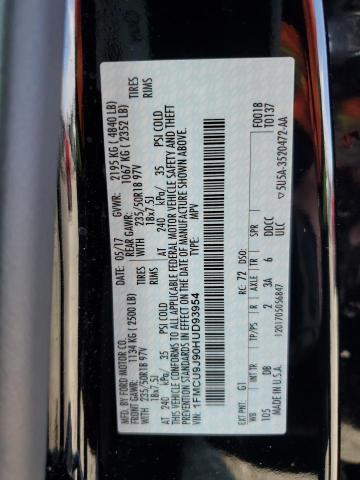 MFD. BY FORD MOTOR CO.
DATE: 05/17 GVWR: 2195 KG (4840 LB)
FRONT GAWR: 1134 KG (2500 LB) REAR GAWR: 1067 KG (2352 LB)
WITH 235/50R18 97V TIRES WITH 235/50R18 97V TIRES
18x7.5J RIMS 18x7.5J RIMS
AT 240 kPa/ 35 PSI COLD AT 240 kPa/ 35 PSI COLD
THIS VEHICLE CONFORMS TO ALL APPLICABLE FEDERAL MOTOR VEHICLE SAFETY AND THEFT
PREVENTION STANDARDS IN EFFECT ON THE DATE OF MANUFACTURE SHOWN ABOVE.
VIN: 1FMCU9J90HUD93954
TYPE: MPV
F0018
T0137
EXT PNT: G1 RC: 72 DSO:
WB INT TR TP/PS R AXLE TR
105 DB 2 3A 6 DDCC
ULC
MADE IN U.S.A. 120170505684 7 ▽5U5A-3520472-AA